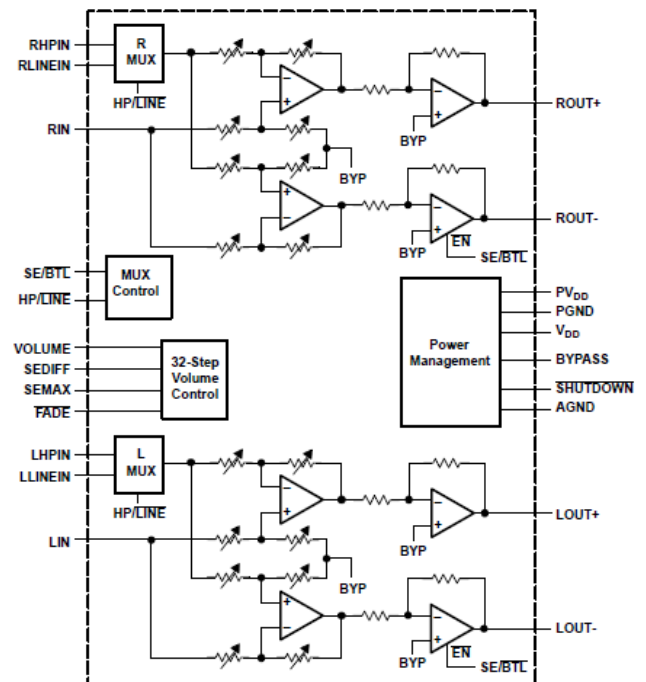 RHPIN
RLINEIN
R
MUX
HP/LINE
RIN
BYP
BYP
ROUT+
BYP
EN
SE/BTL
ROUT-
SE/BTL
HP/LINE
MUX
Control
VOLUME
SEDIFF
SEMAX
FADE
32-Step
Volume
Control
Power
Management
PVDD
PGND
VDD
BYPASS
SHUTDOWN
AGND
LHPIN
LLINEIN
L
MUX
HP/LINE
LIN
BYP
BYP
LOUT+
BYP
EN
SE/BTL
LOUT-